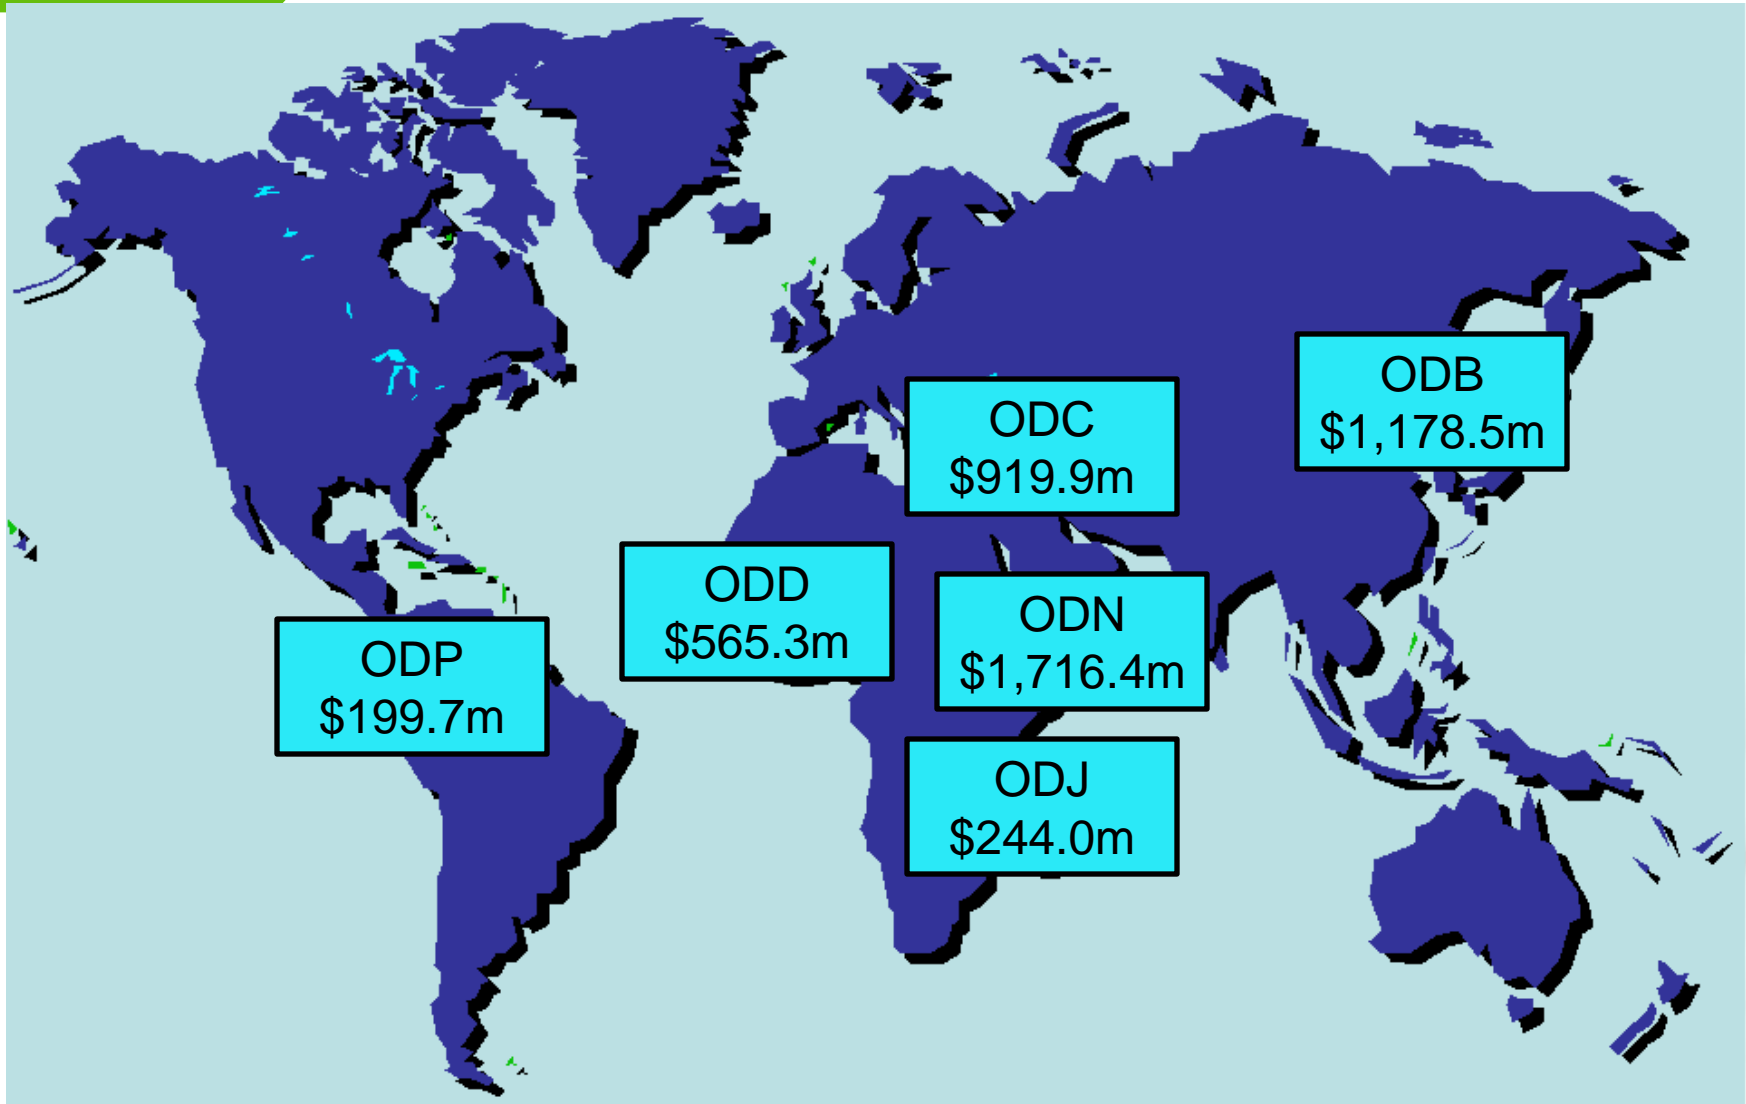 ODB
$1,178.5m
ODC
$919.9m
ODD
$565.3m
ODN
$1,716.4m
ODP
$199.7m
ODJ
$244.0m